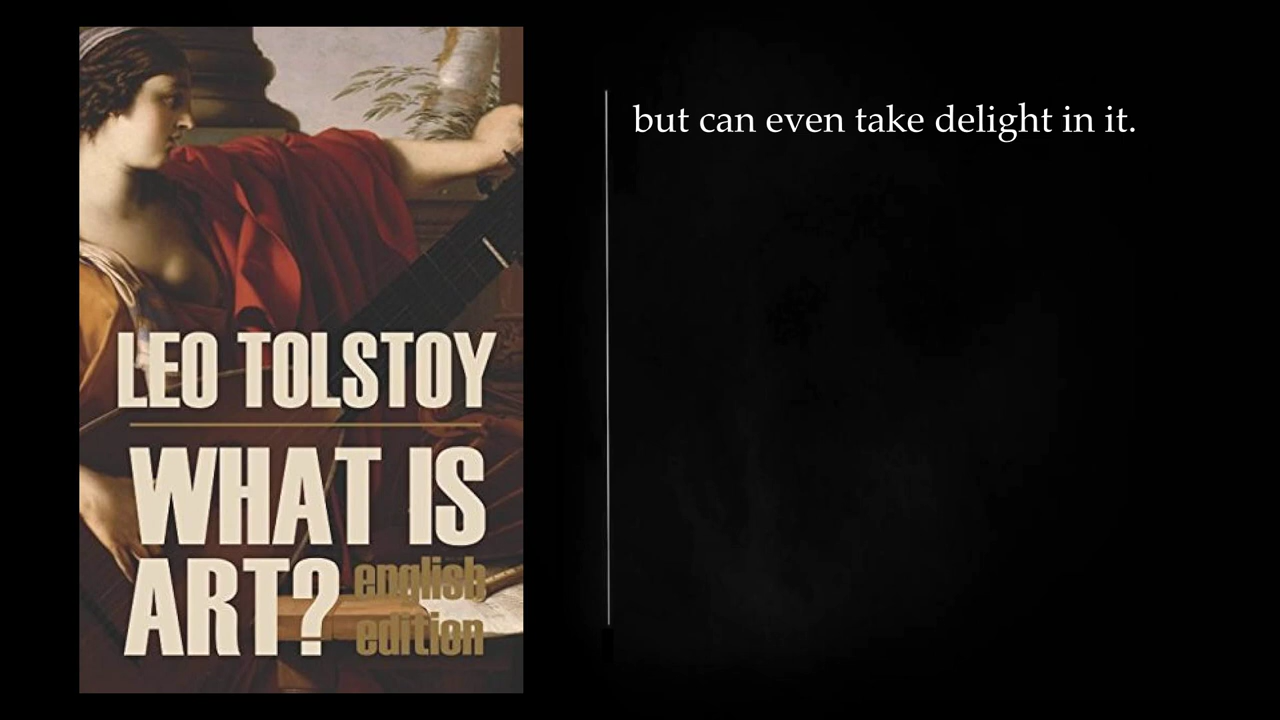 LEO TOLSTOY
WHAT IS
ART?
english
edition
but can even take delight in it.